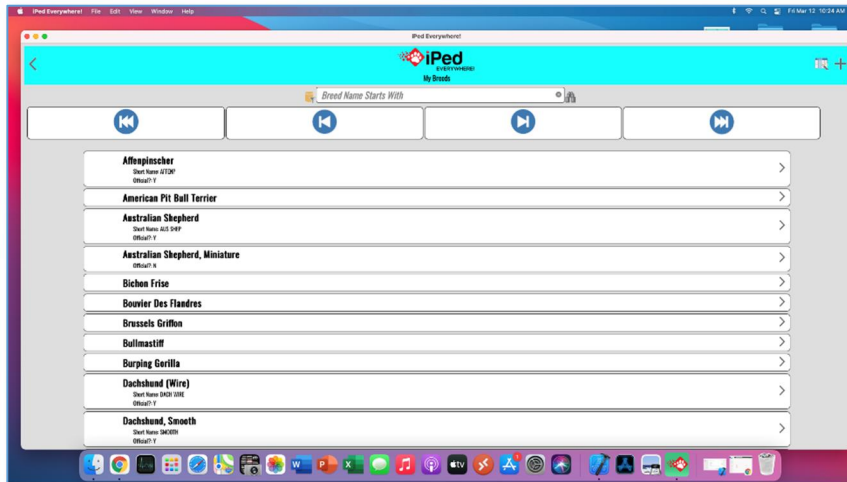 iPed Everywhere! File Edit View Window Help
Fri Mar 12 10:24 AM
iPed Everywhere!
iPed
EVERYWHERE!
My Breeds
Breed Name Starts With
Affenpinscher
Short Name AFFENP
Official?: Y
American Pit Bull Terrier
Australian Shepherd
Short Name AUS SHEP
Official?: Y
Australian Shepherd, Miniature
Official?: N
Bichon Frise
Bouvier Des Flandres
Brussels Griffon
Bullmastiff
Burping Gorilla
Dachshund (Wire)
Short Name DACH WIRE
Official?: Y
Dachshund, Smooth
Short Name SMOOTH
Official?: Y
tv